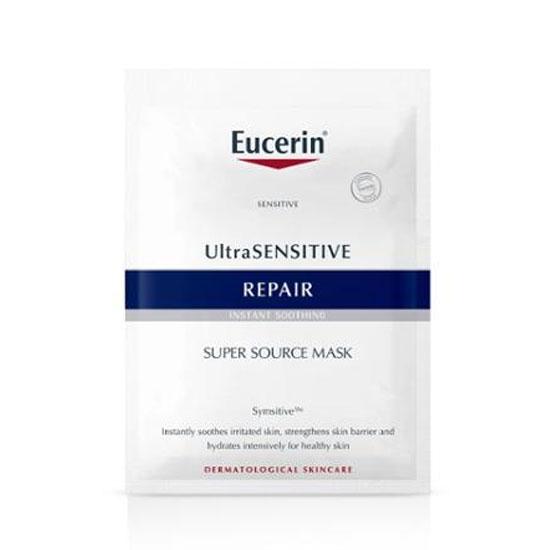 Eucerin®
SENSITIVE
UltraSENSITIVE
REPAIR
INSTANT SOOTHING
SUPER SOURCE MASK
Symsitive™
Instantly soothes irritated skin, strengthens skin barrier and
hydrates intensively for healthy skin
DERMATOLOGICAL SKINCARE